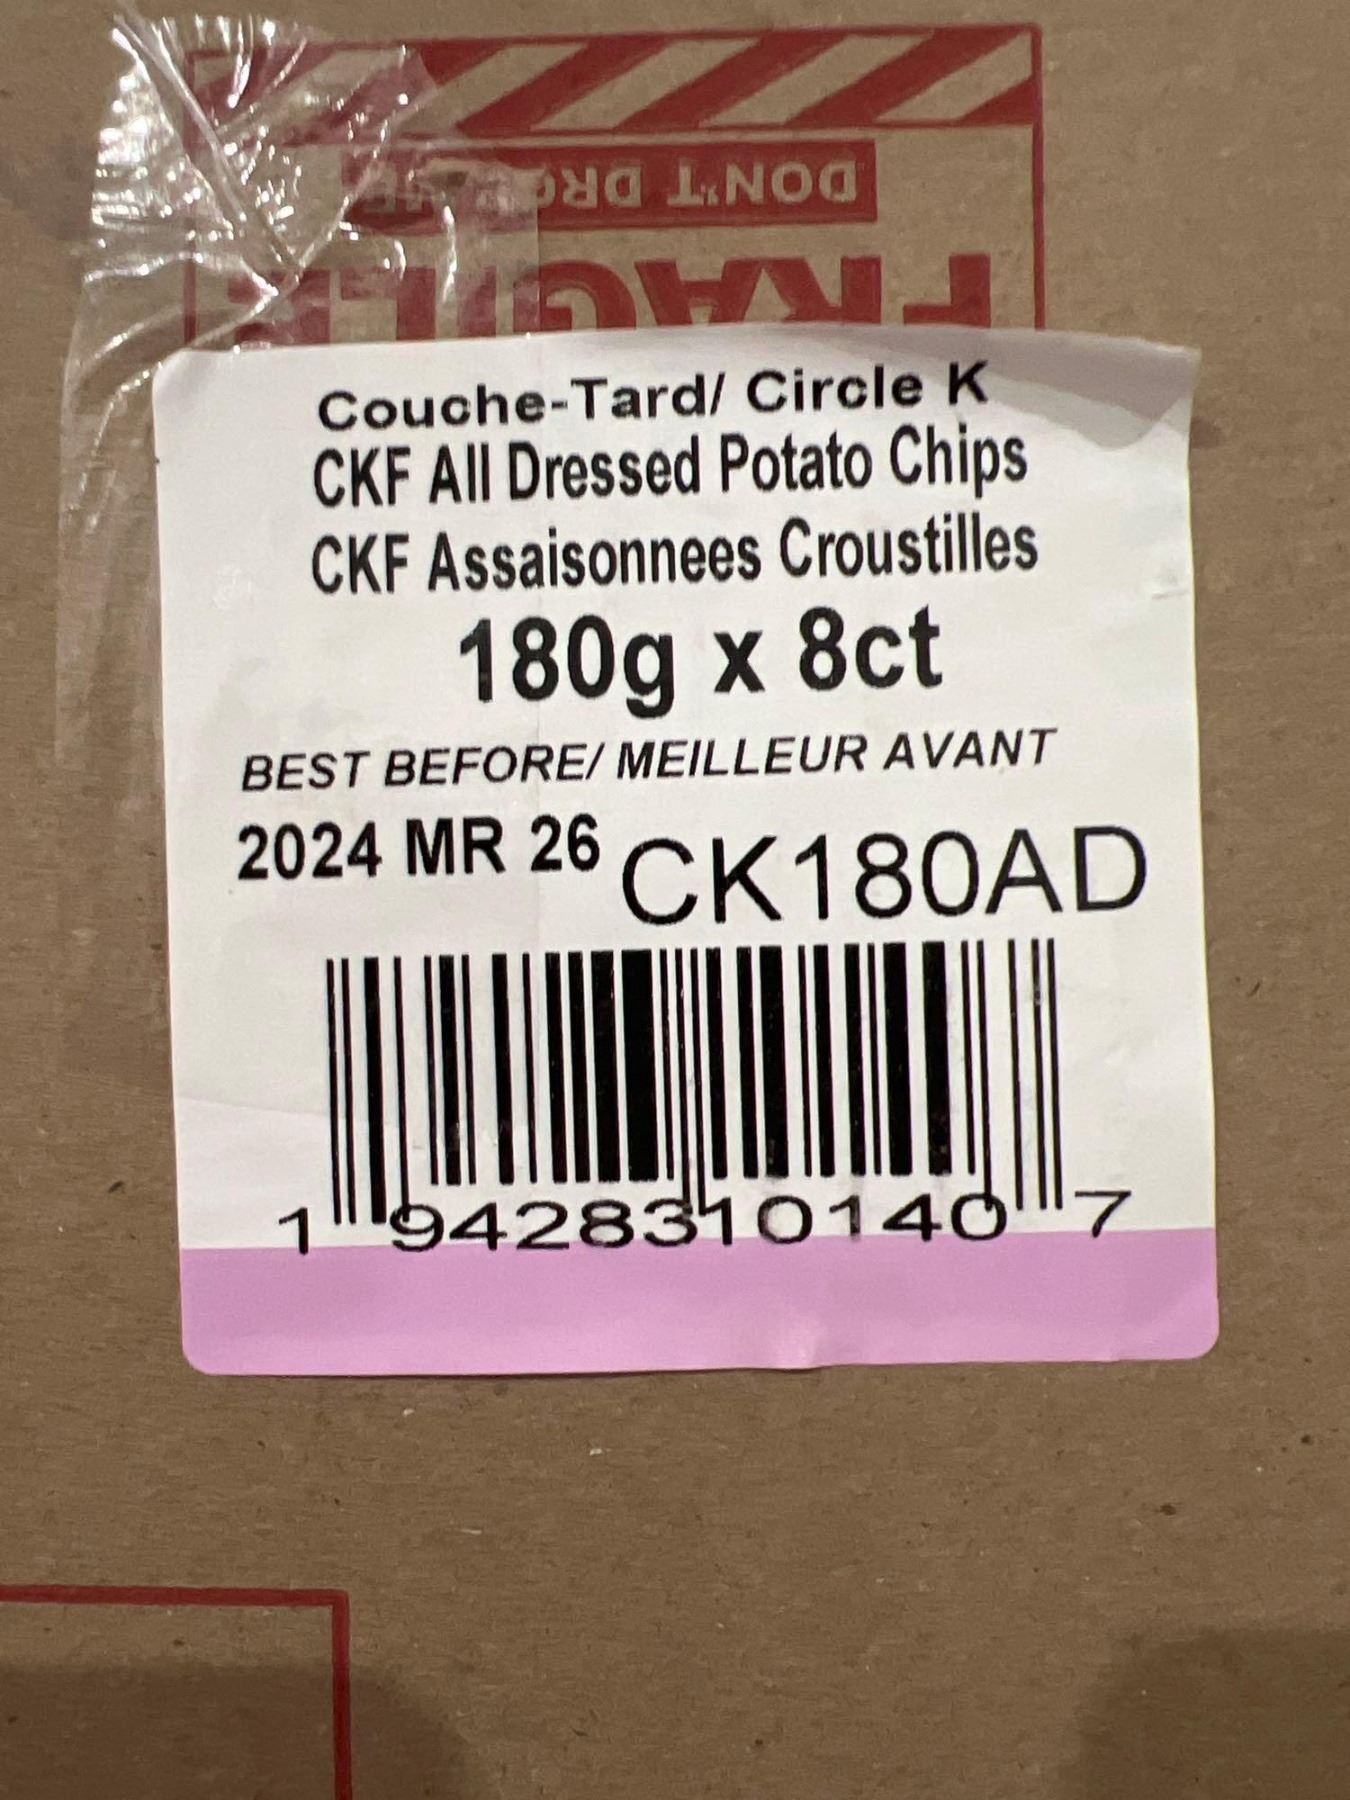 DON'T DROP ME
FRAGILE
Couche-Tard/ Circle K
CKF All Dressed Potato Chips
CKF Assaisonnees Croustilles
180g x 8ct
BEST BEFORE/ MEILLEUR AVANT
2024 MR 26 CK180AD
1 94283 10140 7